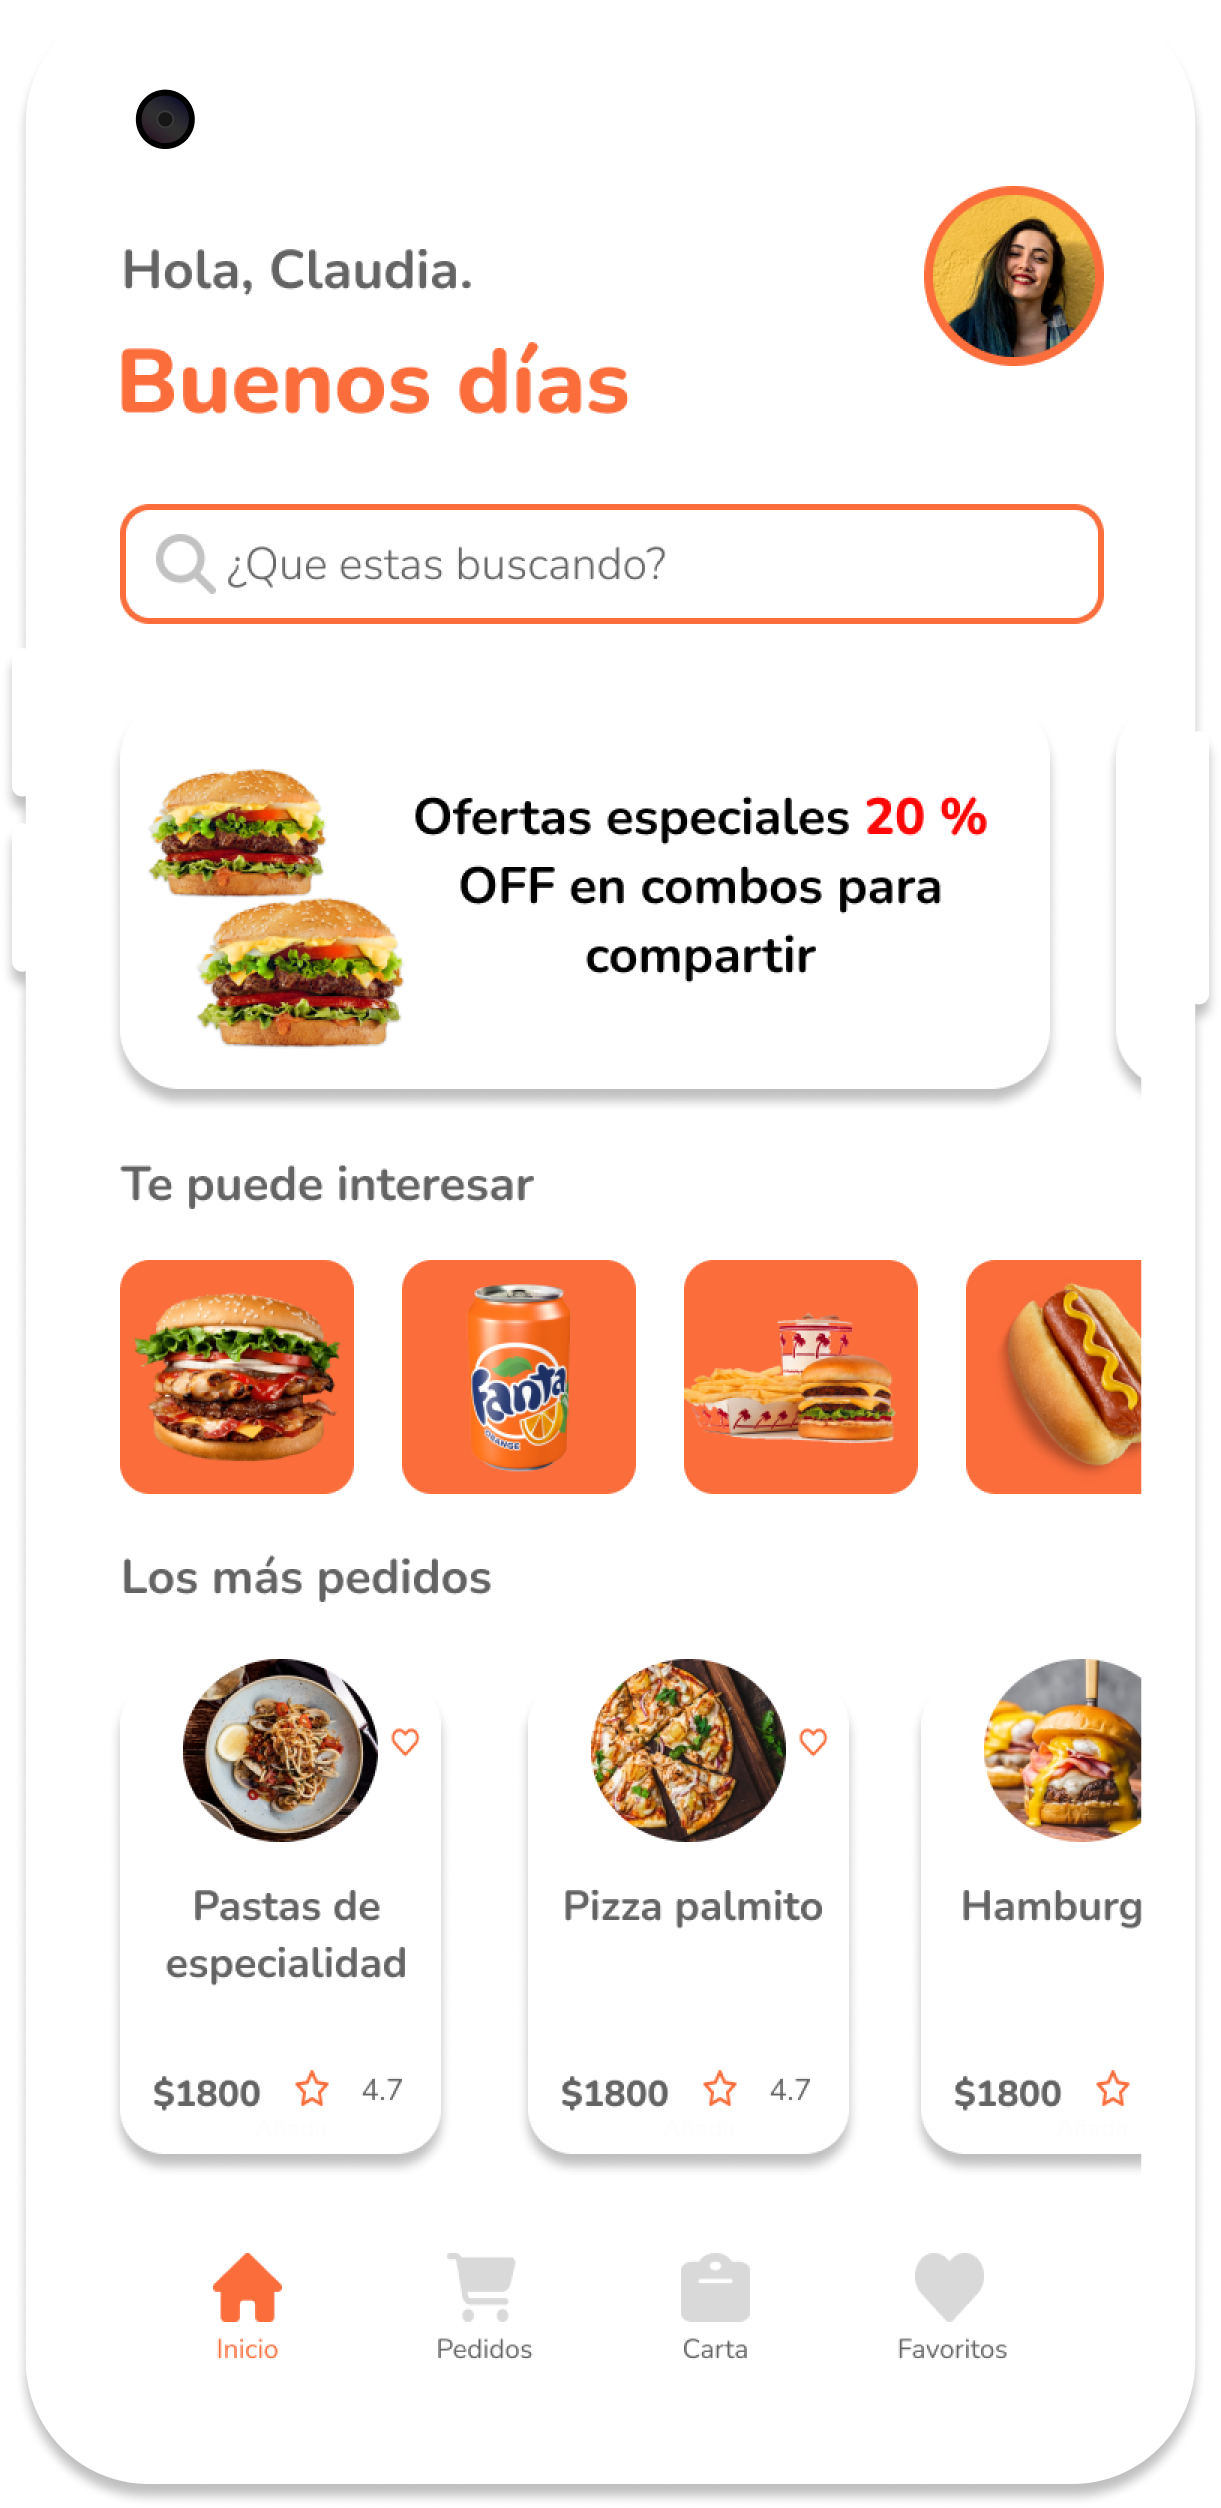 Hola, Claudia.
Buenos días
¿Que estas buscando?
Ofertas especiales 20 %
OFF en combos para
compartir
Te puede interesar
Fanta
ORANGE
Los más pedidos
Pastas de
especialidad
$1800
4.7
Pizza palmito
$1800
4.7
Hamburg
$1800
Inicio
Pedidos
Carta
Favoritos